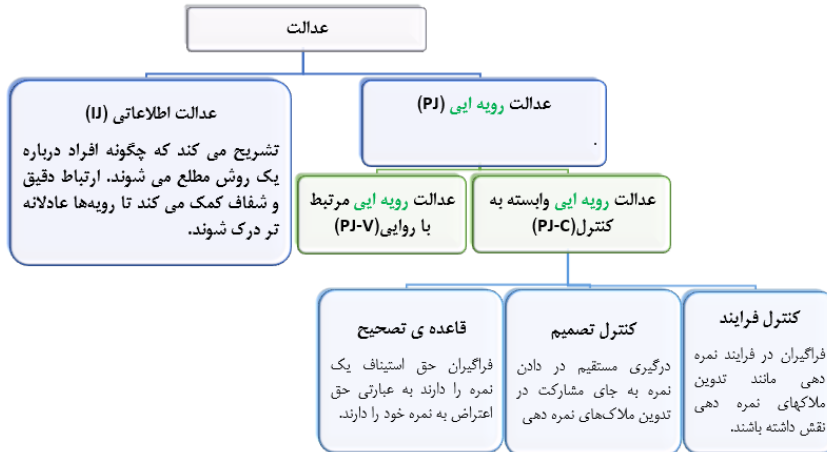 عدالت
عدالت رویه ایی (PJ)
.
عدالت اطلاعاتی (IJ)
تشریح می کند که چگونه افراد درباره
یک روش مطلع می شوند، ارتباط دقیق
و شفاف کمک می کند تا رویه‌ها عادلانه
تر درک شوند.
عدالت رویه ایی وابسته به
کنترل(PJ-C)
عدالت رویه ایی مرتبط
با روایی(PJ-V)
کنترل فرایند
فراگیران در فرایند نمره
دهی مانند تدوین
ملاکهای نمره دهی
نقش داشته باشند.
کنترل تصمیم
درگیری مستقیم در دادن
نمره به جای مشارکت در
تدوین ملاک‌های نمره دهی
قاعده ی تصحیح
فراگیران حق استیناف یک
نمره را دارند به عبارتی حق
اعتراض به نمره خود را دارند.